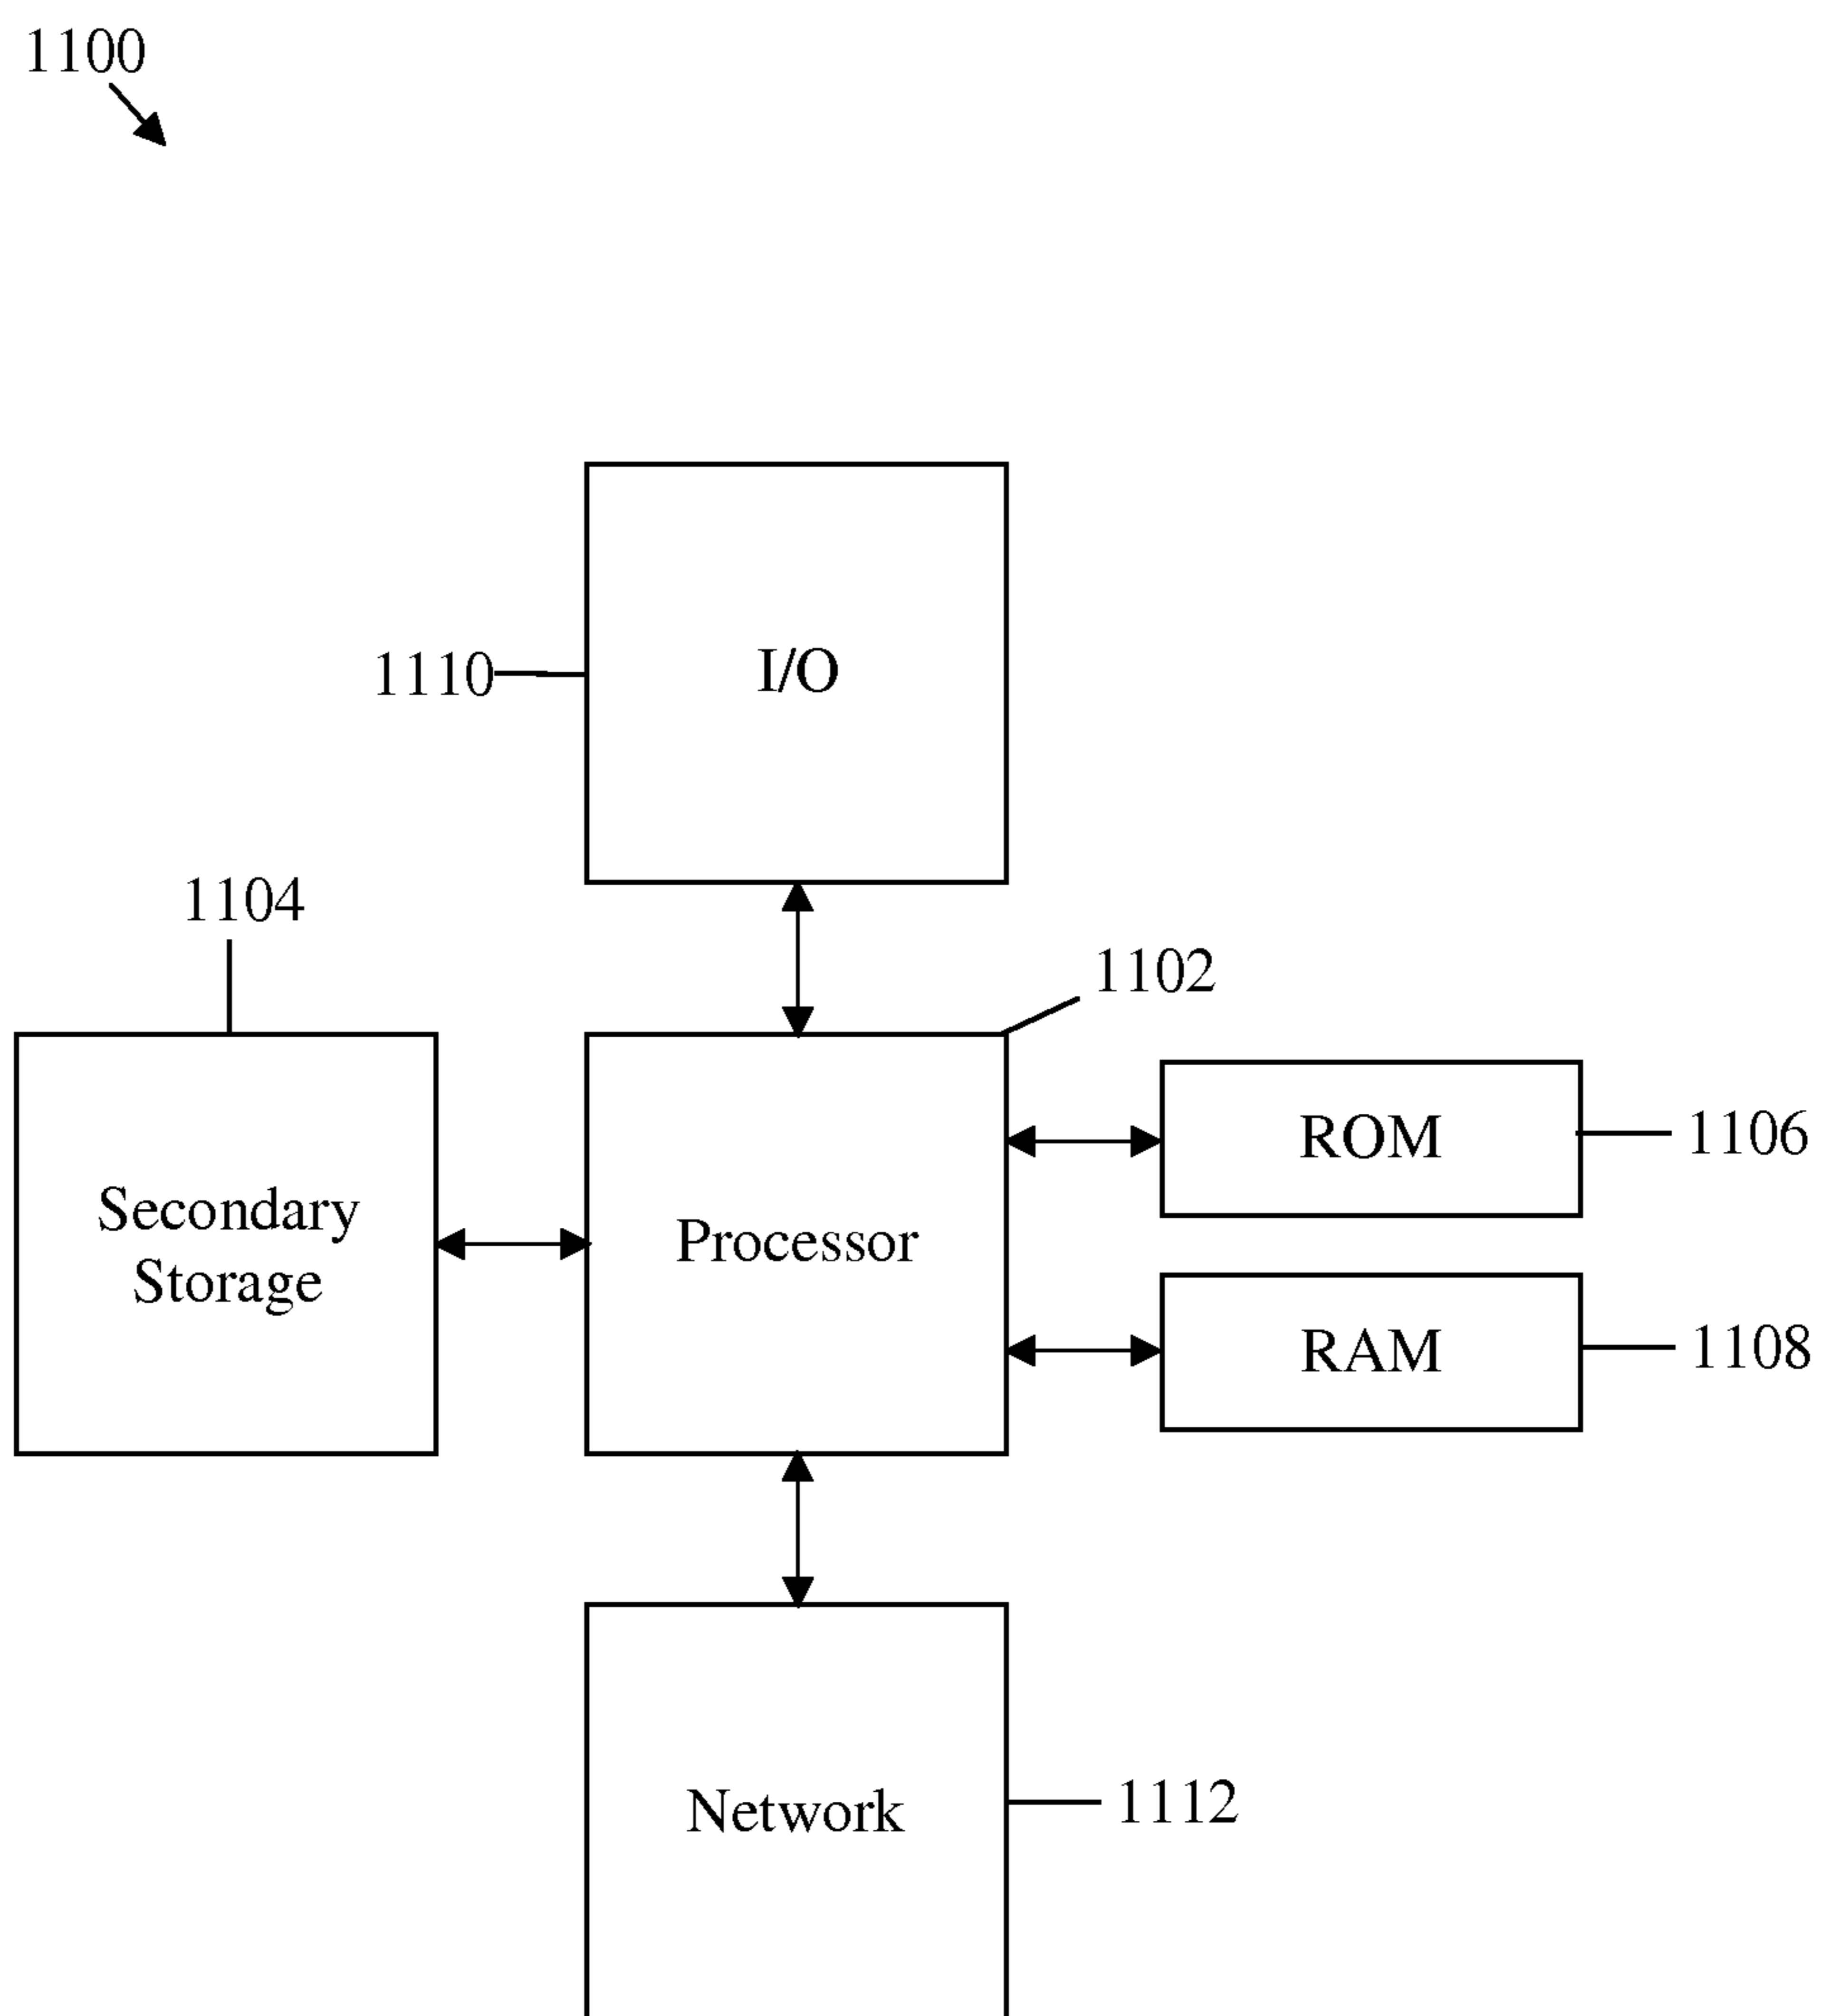 1100
I/O
1110
1104
1102
ROM
1106
Secondary
Storage
Processor
RAM
1108
Network
1112